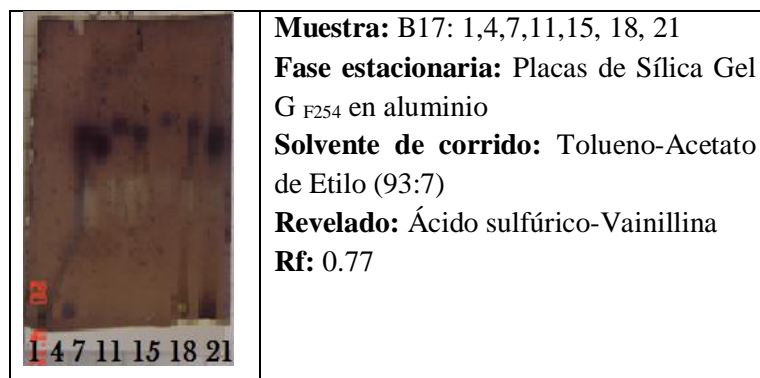 Muestra: B17: 1,4,7,11,15, 18, 21
Fase estacionaria: Placas de Sílica Gel
G F254 en aluminio
Solvente de corrido: Tolueno-Acetato
de Etilo (93:7)
Revelado: Ácido sulfúrico-Vainillina
Rf: 0.77
1 4 7 11 15 18 21